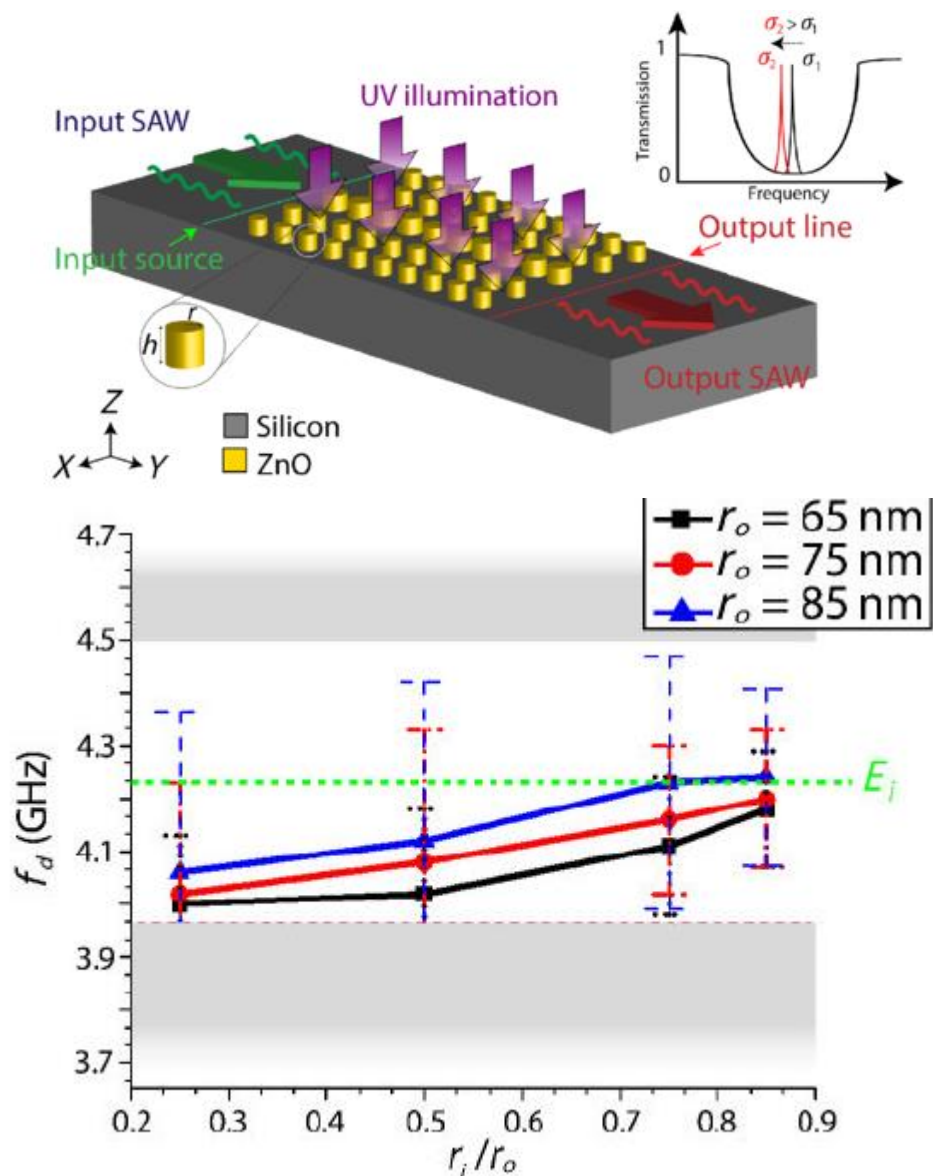 σ₂ > σ₁
1
σ₂
σ₁
Transmission
0
Frequency
UV illumination
Input SAW
Input source
Output line
Output SAW
r
h
Z
X
Y
Silicon
ZnO
rₒ = 65 nm
rₒ = 75 nm
rₒ = 85 nm
4.7
4.5
4.3
4.1
3.9
3.7
f_d (GHz)
E_i
0.2 0.3 0.4 0.5 0.6 0.7 0.8 0.9
r_i/rₒ